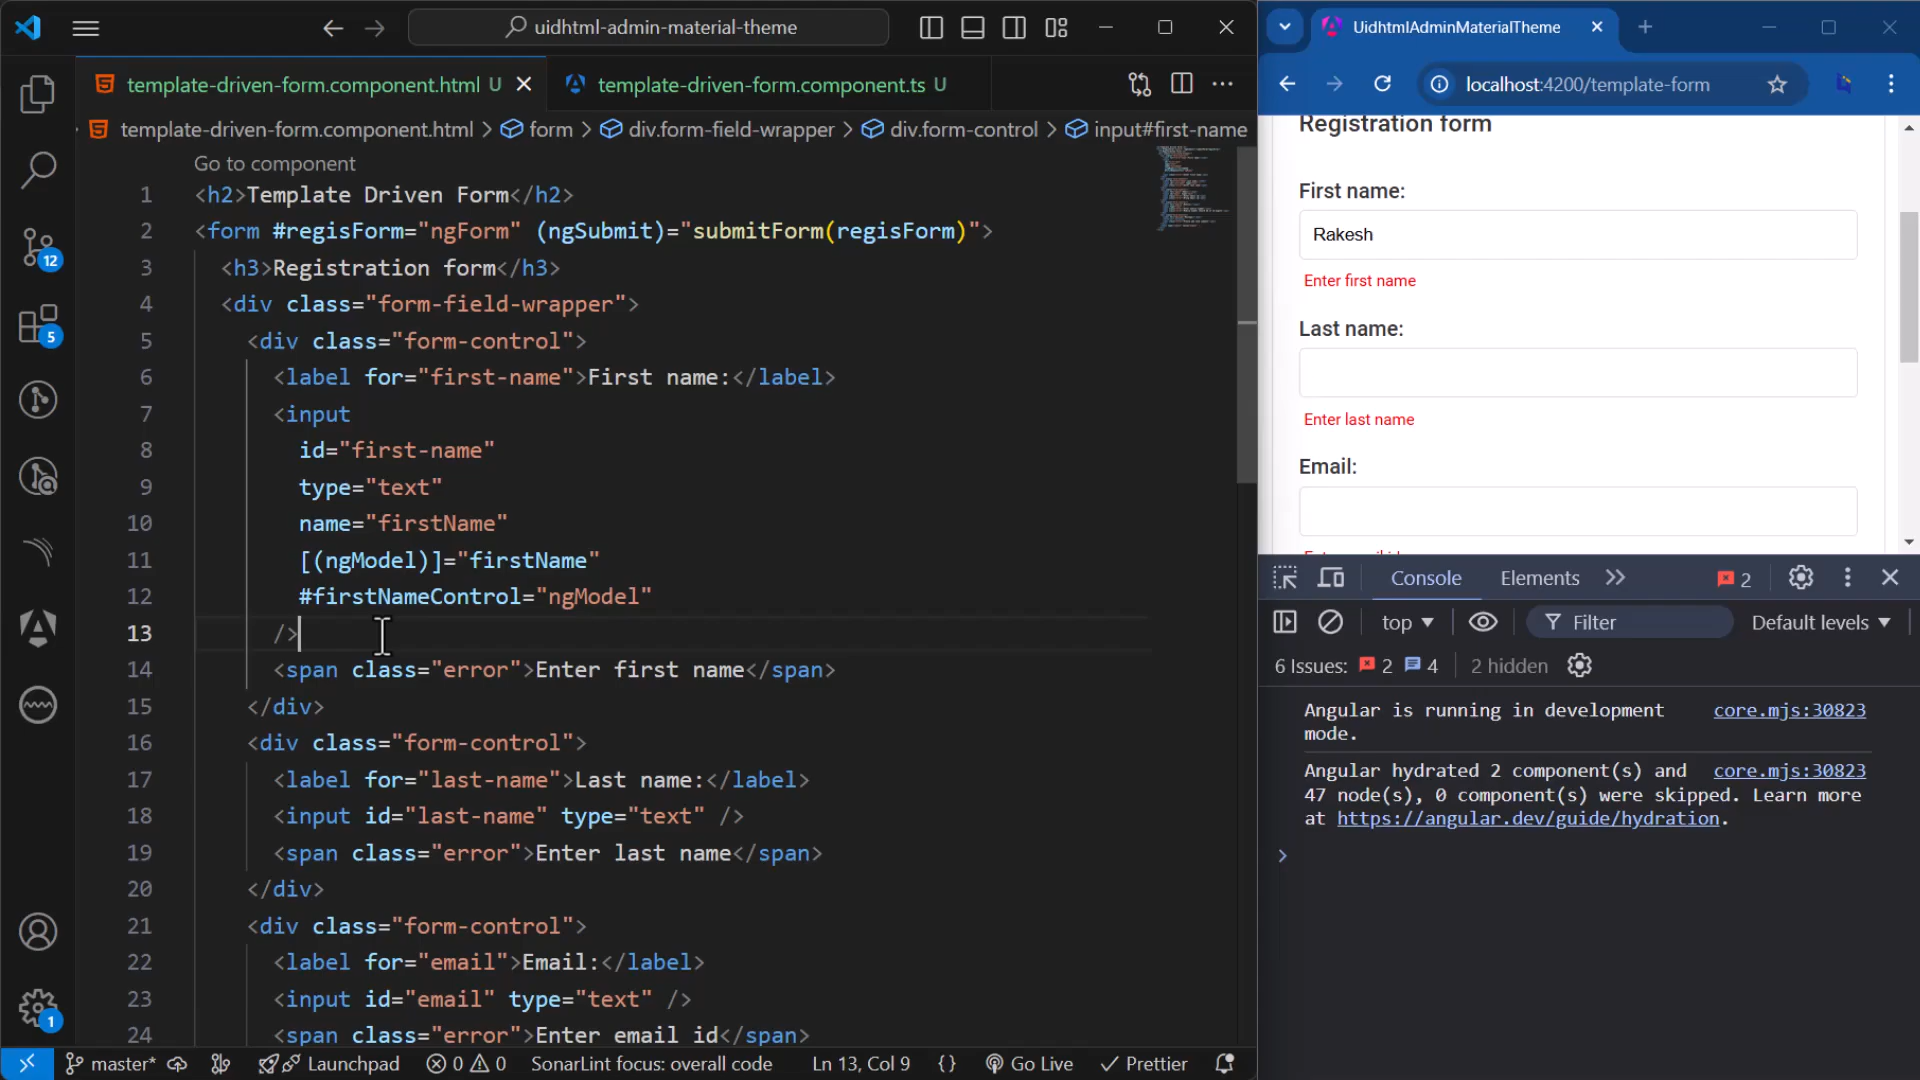 uidhtml-admin-material-theme
template-driven-form.component.html U
template-driven-form.component.ts U
template-driven-form.component.html > form > div.form-field-wrapper > div.form-control > input#first-name
Go to component
1 <h2>Template Driven Form</h2>
2 <form #regisForm="ngForm" (ngSubmit)="submitForm(regisForm)">
3 <h3>Registration form</h3>
4 <div class="form-field-wrapper">
5 <div class="form-control">
6 <label for="first-name">First name:</label>
7 <input
8 id="first-name"
9 type="text"
10 name="firstName"
11 [(ngModel)]="firstName"
12 #firstNameControl="ngModel"
13 />
14 <span class="error">Enter first name</span>
15 </div>
16 <div class="form-control">
17 <label for="last-name">Last name:</label>
18 <input id="last-name" type="text" />
19 <span class="error">Enter last name</span>
20 </div>
21 <div class="form-control">
22 <label for="email">Email:</label>
23 <input id="email" type="text" />
24 <span class="error">Enter email id</span>
12
5
1
master* Launchpad 0 0 SonarLint focus: overall code Ln 13, Col 9 {} Go Live Prettier
UidhtmlAdminMaterialTheme
localhost:4200/template-form
Registration form
First name:
Rakesh
Enter first name
Last name:
Enter last name
Email:
Console Elements 2
top Filter Default levels
6 Issues: 2 4 2 hidden
Angular is running in development core.mjs:30823
mode.
Angular hydrated 2 component(s) and core.mjs:30823
47 node(s), 0 component(s) were skipped. Learn more
at https://angular.dev/guide/hydration.